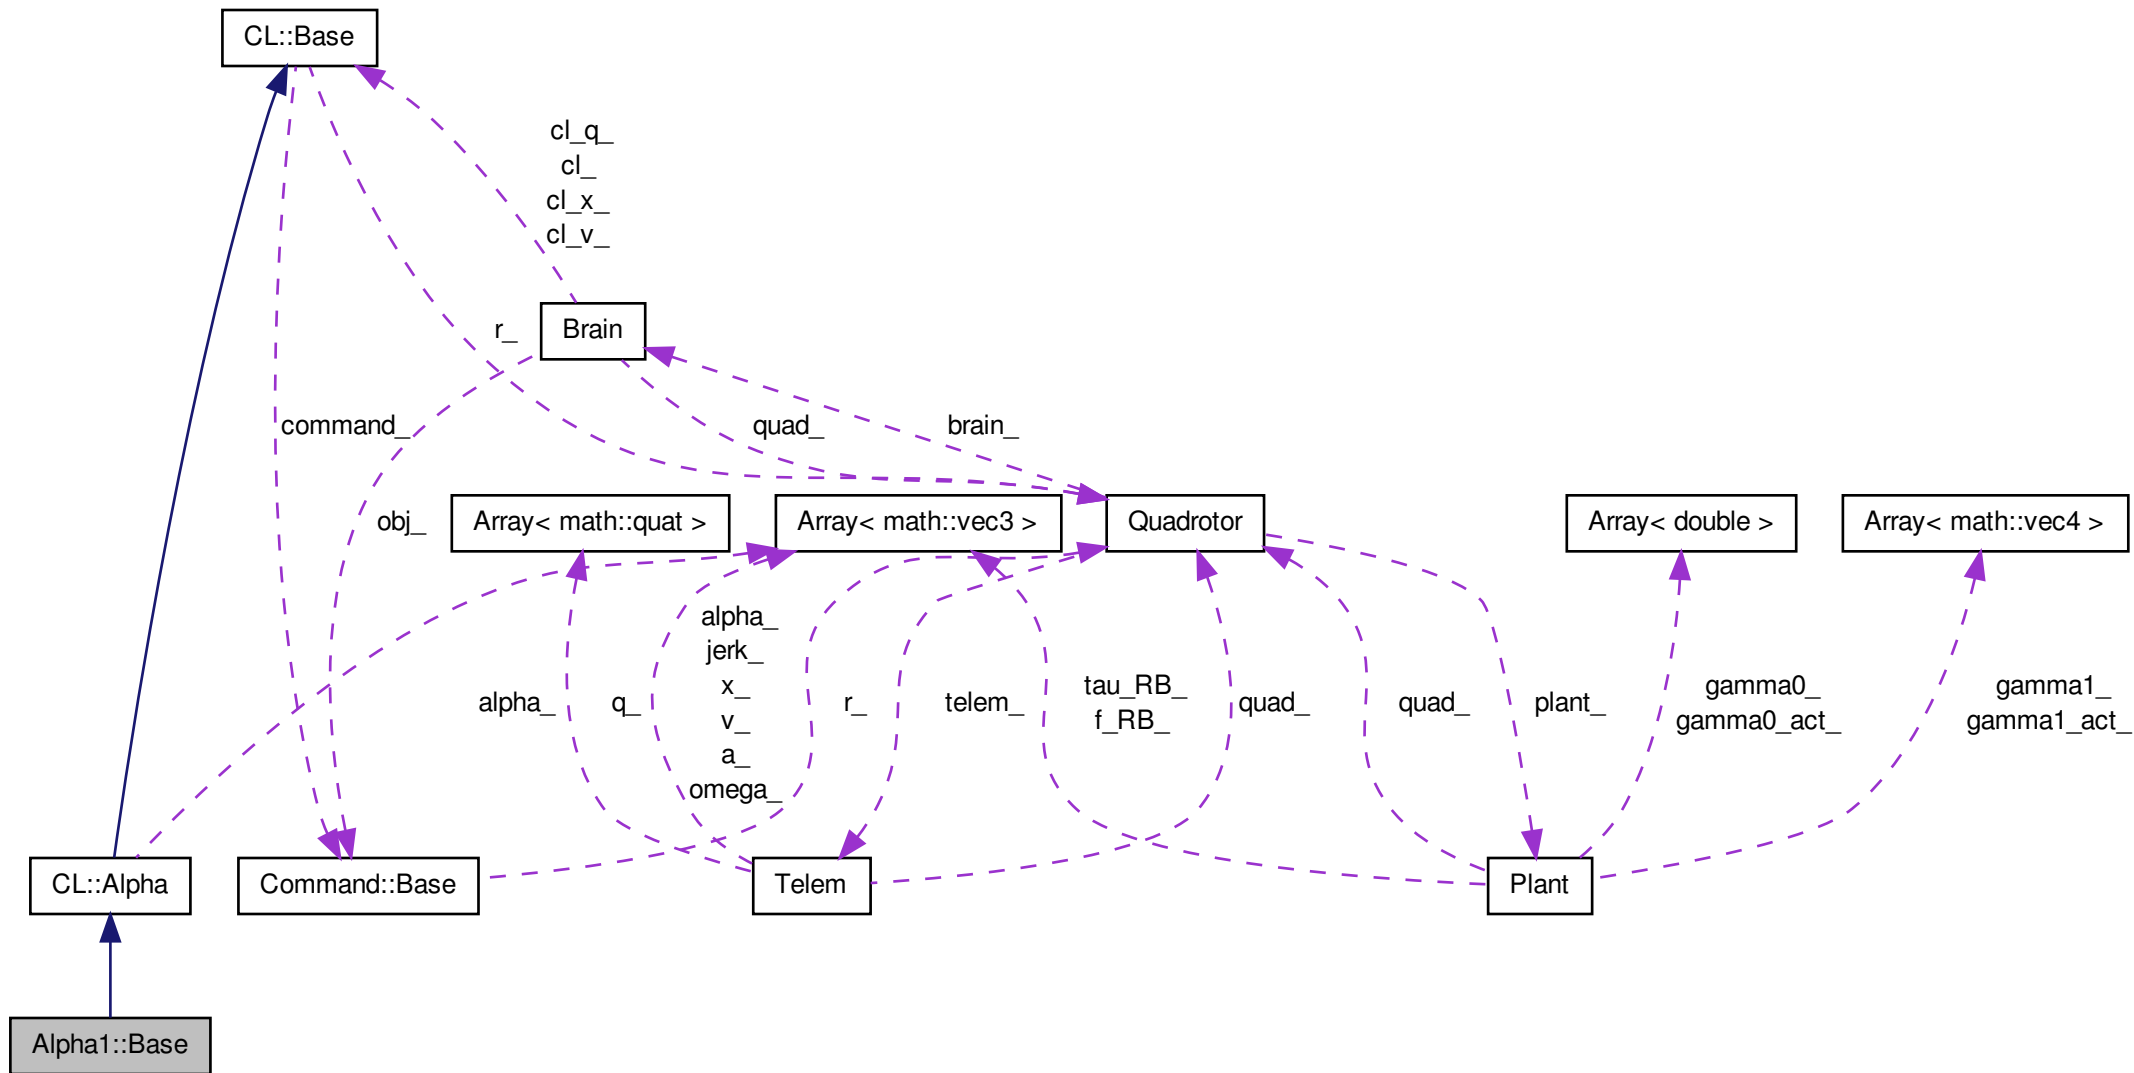 CL::Base
cl_q_
cl_
cl_x_
cl_v_
r_
Brain
command_
quad_
brain_
obj_
Array< math::quat >
Array< math::vec3 >
Quadrotor
Array< double >
Array< math::vec4 >
alpha_
q_
alpha_
jerk_
x_
v_
a_
omega_
r_
telem_
tau_RB_
f_RB_
quad_
quad_
plant_
gamma0_
gamma0_act_
gamma1_
gamma1_act_
CL::Alpha
Command::Base
Telem
Plant
Alpha1::Base